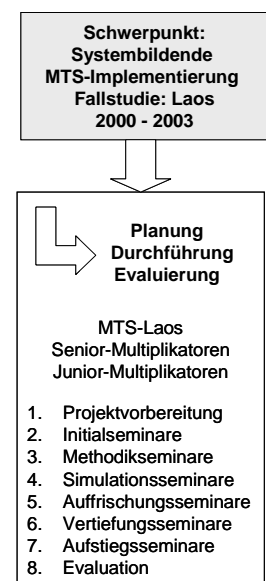 Schwerpunkt:
Systembildende
MTS-Implementierung
Fallstudie: Laos
2000 - 2003
Planung
Durchführung
Evaluierung
MTS-Laos
Senior-Multiplikatoren
Junior-Multiplikatoren
1. Projektvorbereitung
2. Initialseminare
3. Methodikseminare
4. Simulationsseminare
5. Auffrischungsseminare
6. Vertiefungsseminare
7. Aufstiegsseminare
8. Evaluation